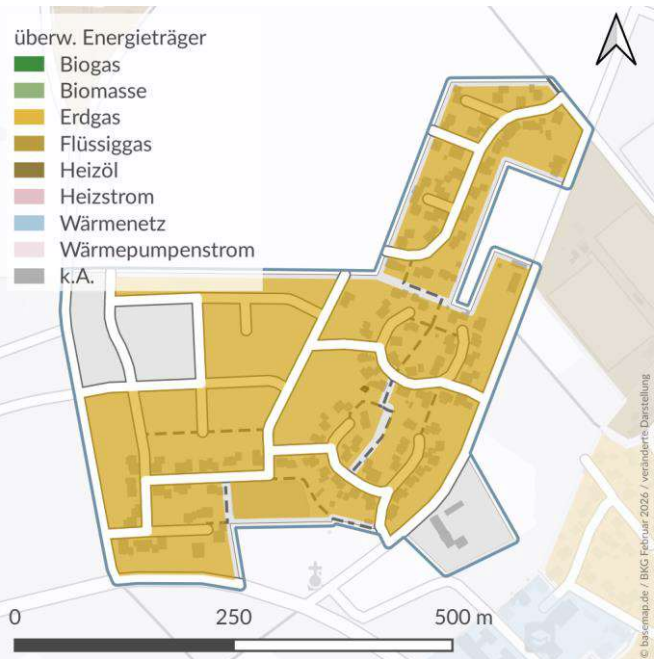 überw. Energieträger
Biogas
Biomasse
Erdgas
Flüssiggas
Heizöl
Heizstrom
Wärmenetz
Wärmepumpenstrom
k.A.
0 250 500 m
© basemap.de / BKG Februar 2026 / veränderte Darstellung